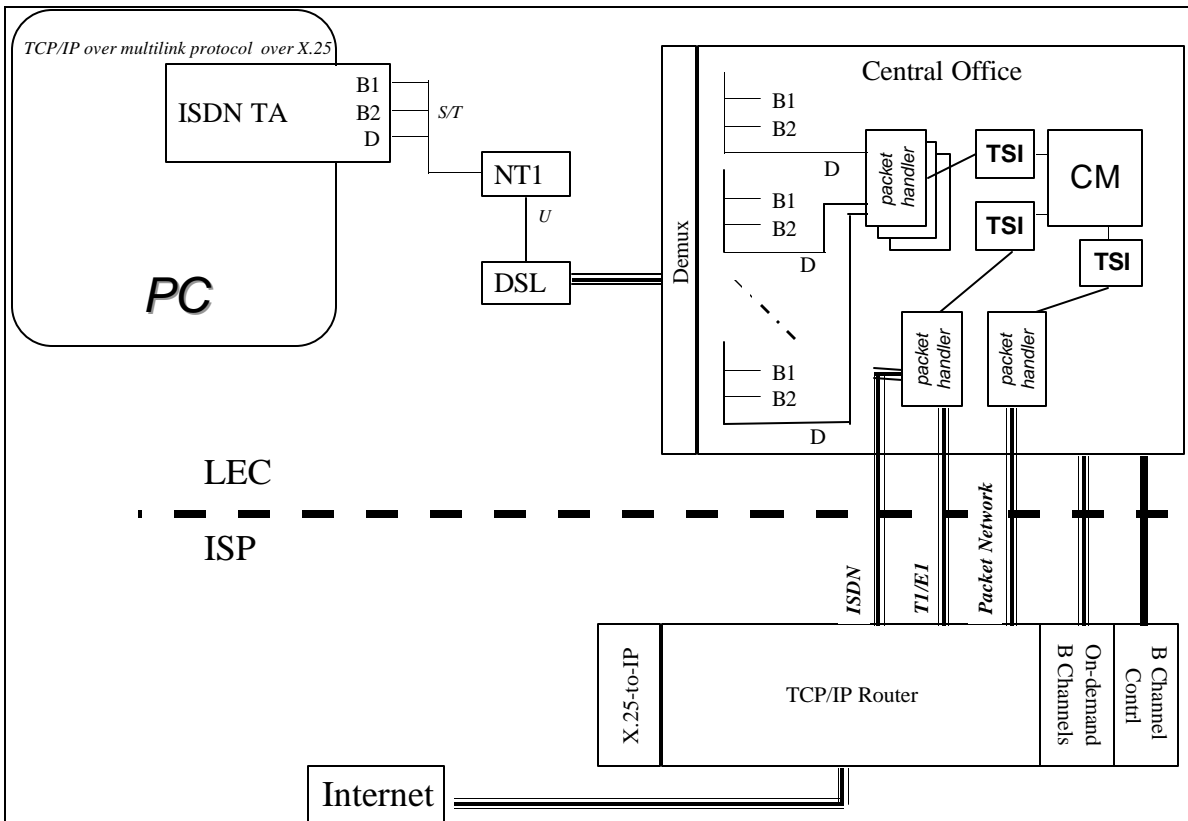 TCP/IP over multilink protocol over X.25
ISDN TA
B1
B2
D
S/T
NT1
U
DSL
PC
Demux
Central Office
B1
B2
D
B1
B2
D
B1
B2
D
packet
handler
TSI
CM
TSI
TSI
packet
handler
packet
handler
LEC
ISP
ISDN
T1/E1
Packet Network
X.25-to-IP
TCP/IP Router
On-demand
B Channels
B Channel
Contrl
Internet